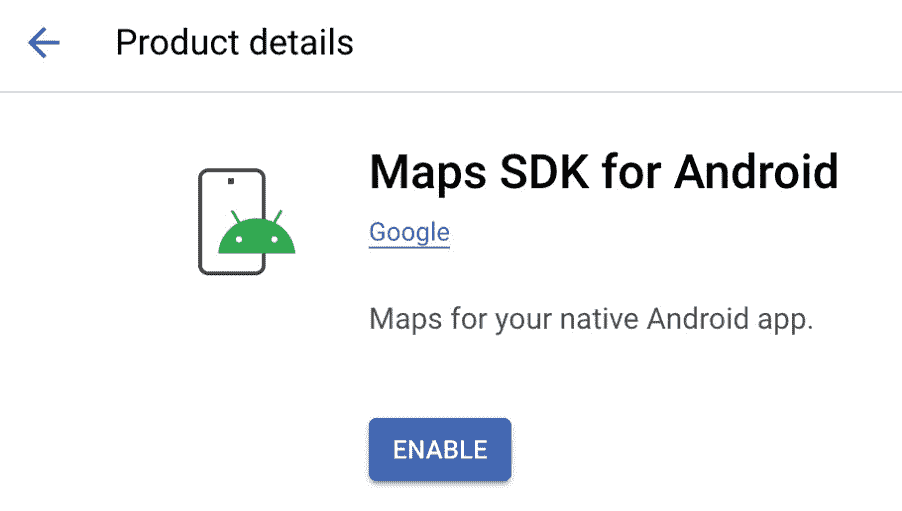 Product details
Maps SDK for Android
Google
Maps for your native Android app.
ENABLE